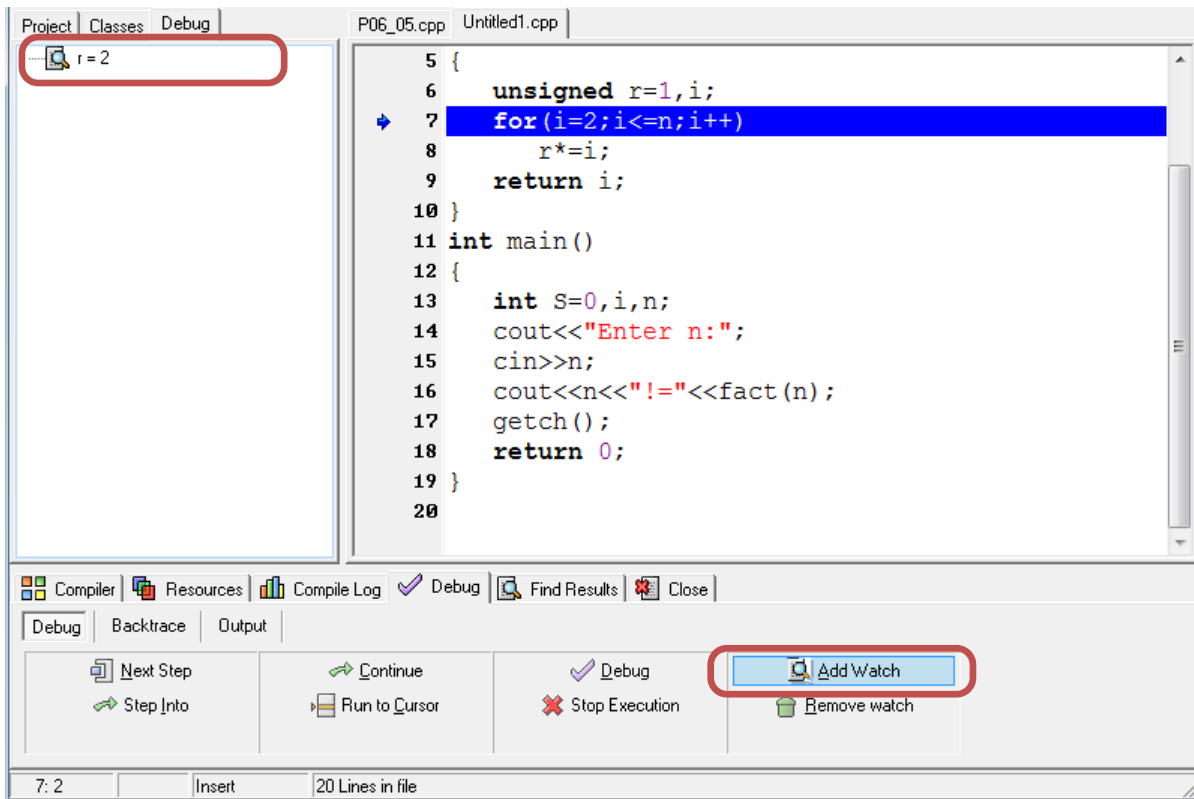 Project Classes Debug
P06_05.cpp Untitled1.cpp
r = 2
5 {
6 unsigned r=1,i;
7 for(i=2;i<=n;i++)
8 r*=i;
9 return i;
10 }
11 int main()
12 {
13 int S=0,i,n;
14 cout<<"Enter n:";
15 cin>>n;
16 cout<<n<<"!="<<fact(n);
17 getch();
18 return 0;
19 }
20
Compiler Resources Compile Log Debug Find Results Close
Debug Backtrace Output
Next Step Continue Debug Add Watch
Step Into Run to Cursor Stop Execution Remove watch
7: 2 Insert 20 Lines in file